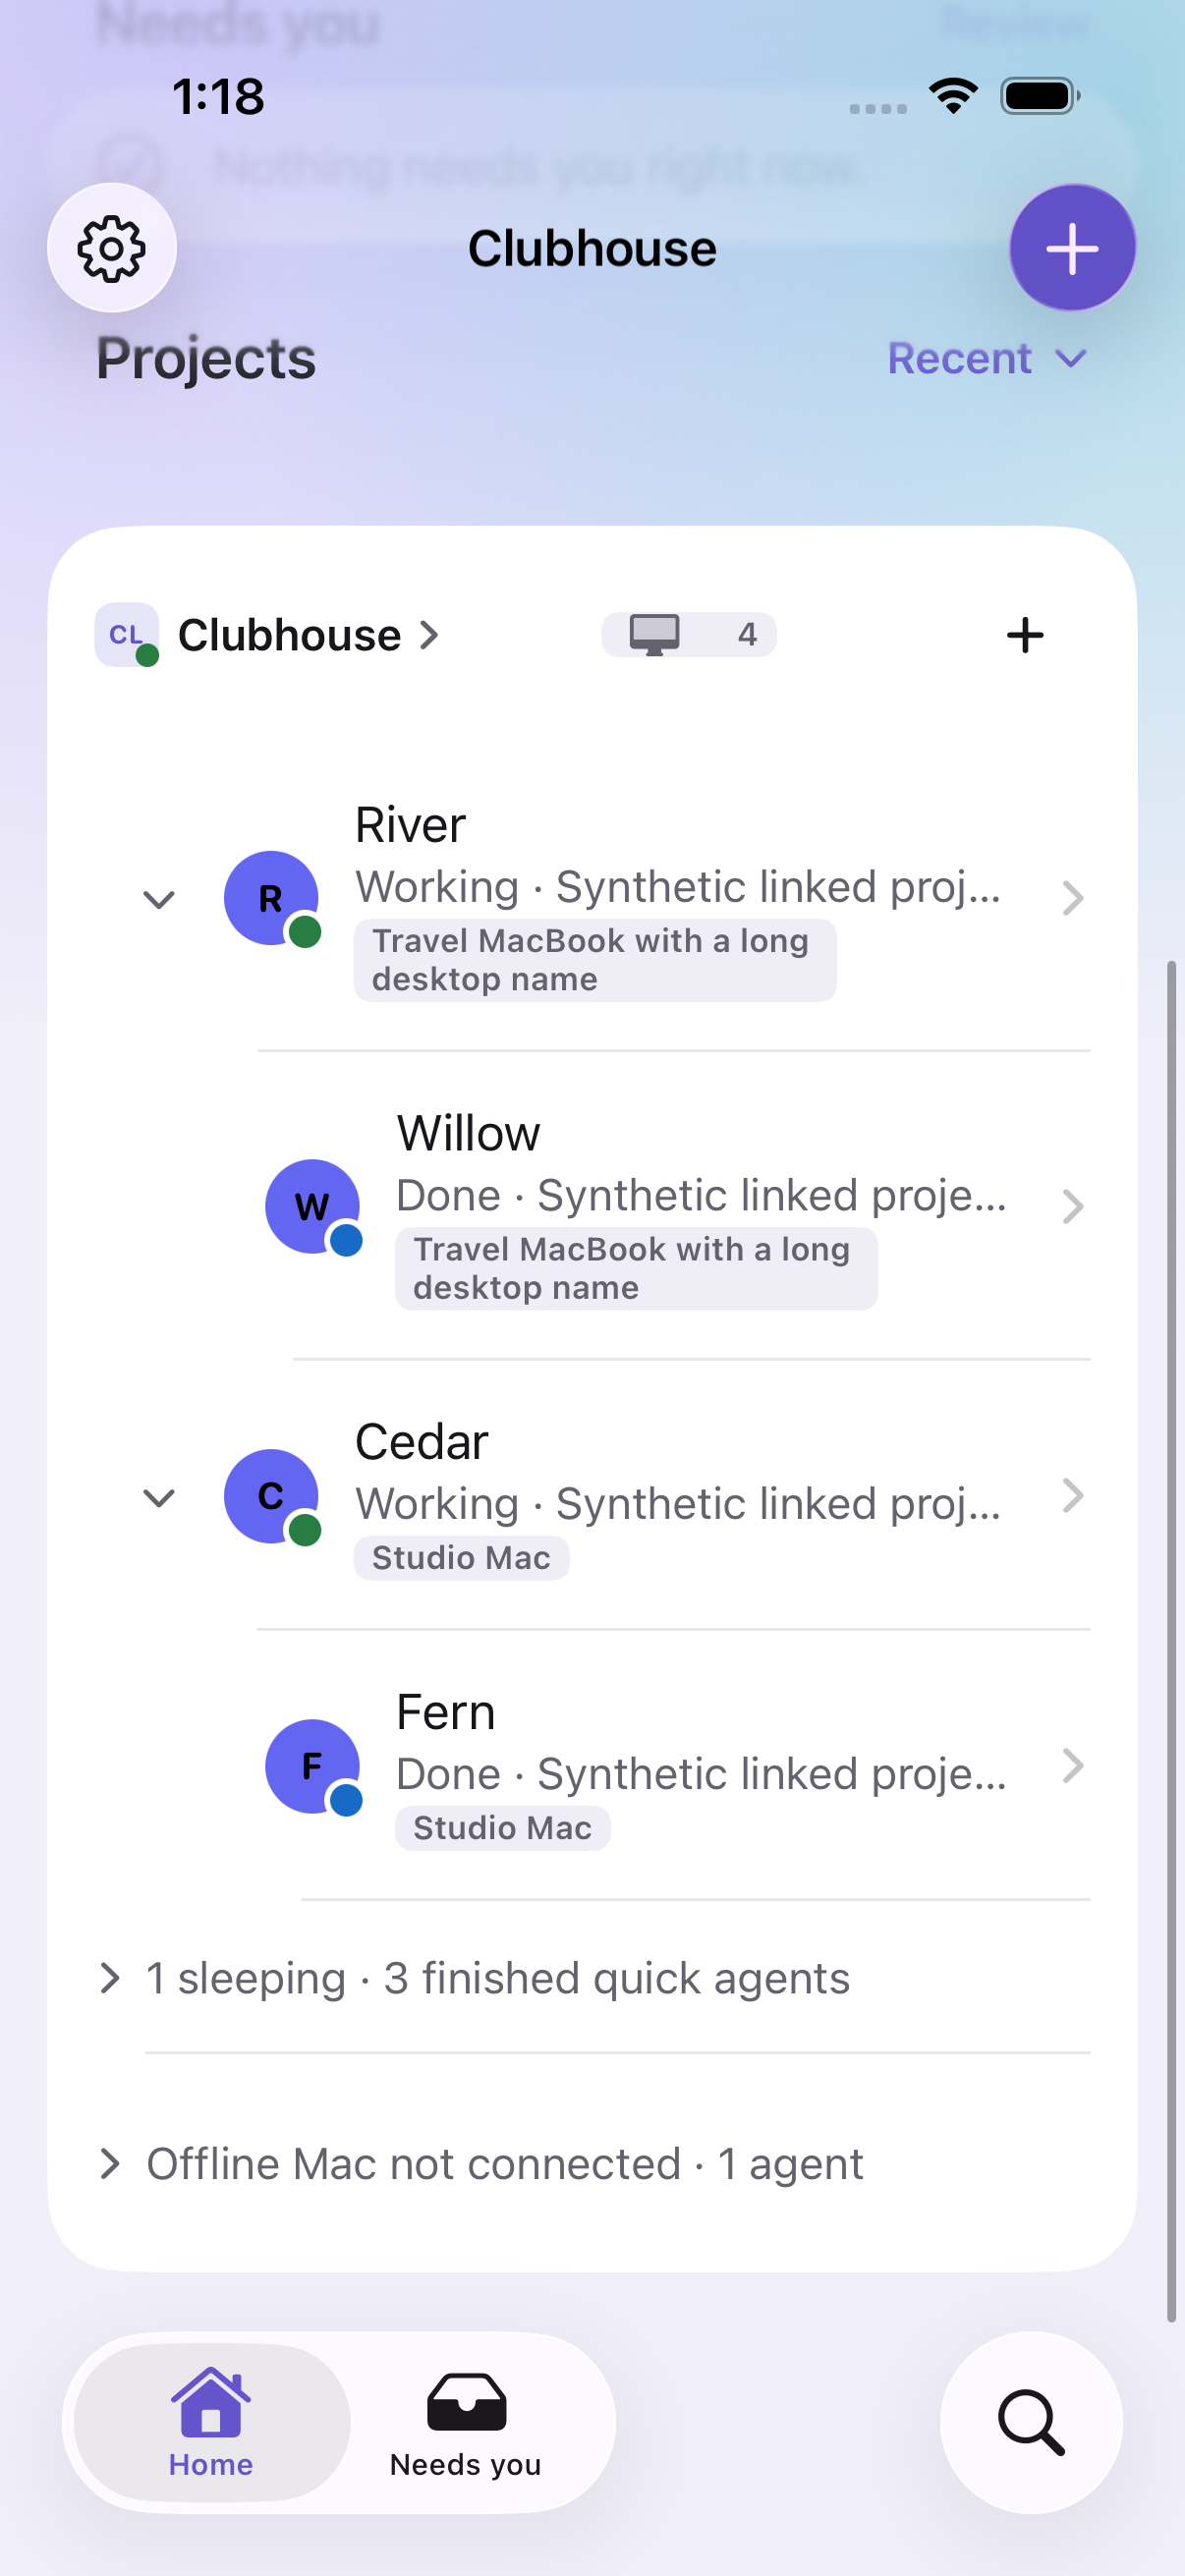 Needs you
Review
1:18
Nothing needs you right now.
Clubhouse
Projects
Recent
CL
Clubhouse
4
River
R
Working · Synthetic linked proj...
Travel MacBook with a long
desktop name
Willow
W
Done · Synthetic linked proje...
Travel MacBook with a long
desktop name
Cedar
C
Working · Synthetic linked proj...
Studio Mac
Fern
F
Done · Synthetic linked proje...
Studio Mac
1 sleeping · 3 finished quick agents
Offline Mac not connected · 1 agent
Home
Needs you